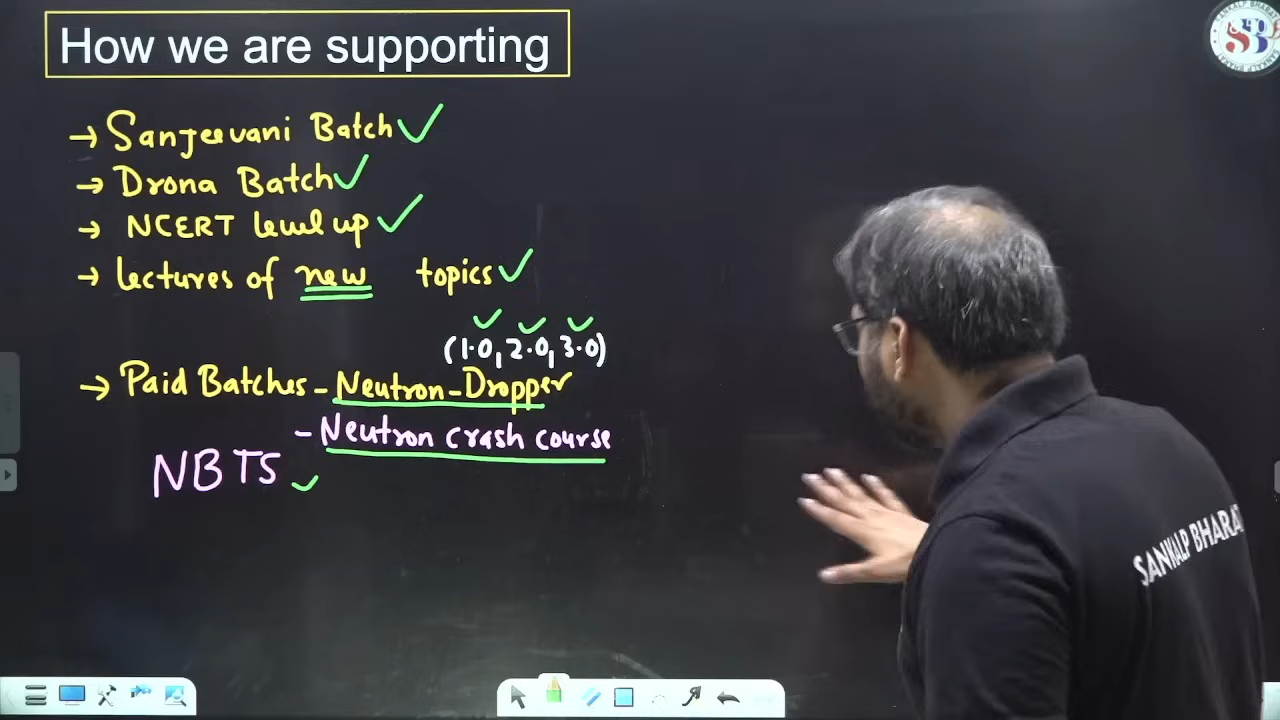 How we are supporting
→ Sanjeevani Batch ✓
→ Drona Batch ✓
→ NCERT level up ✓
→ Lectures of new topics ✓
(1.0, 2.0, 3.0)
→ Paid Batches - Neutron-Dropper
- Neutron crash course
NBTS ✓
SANKALP BHARAT